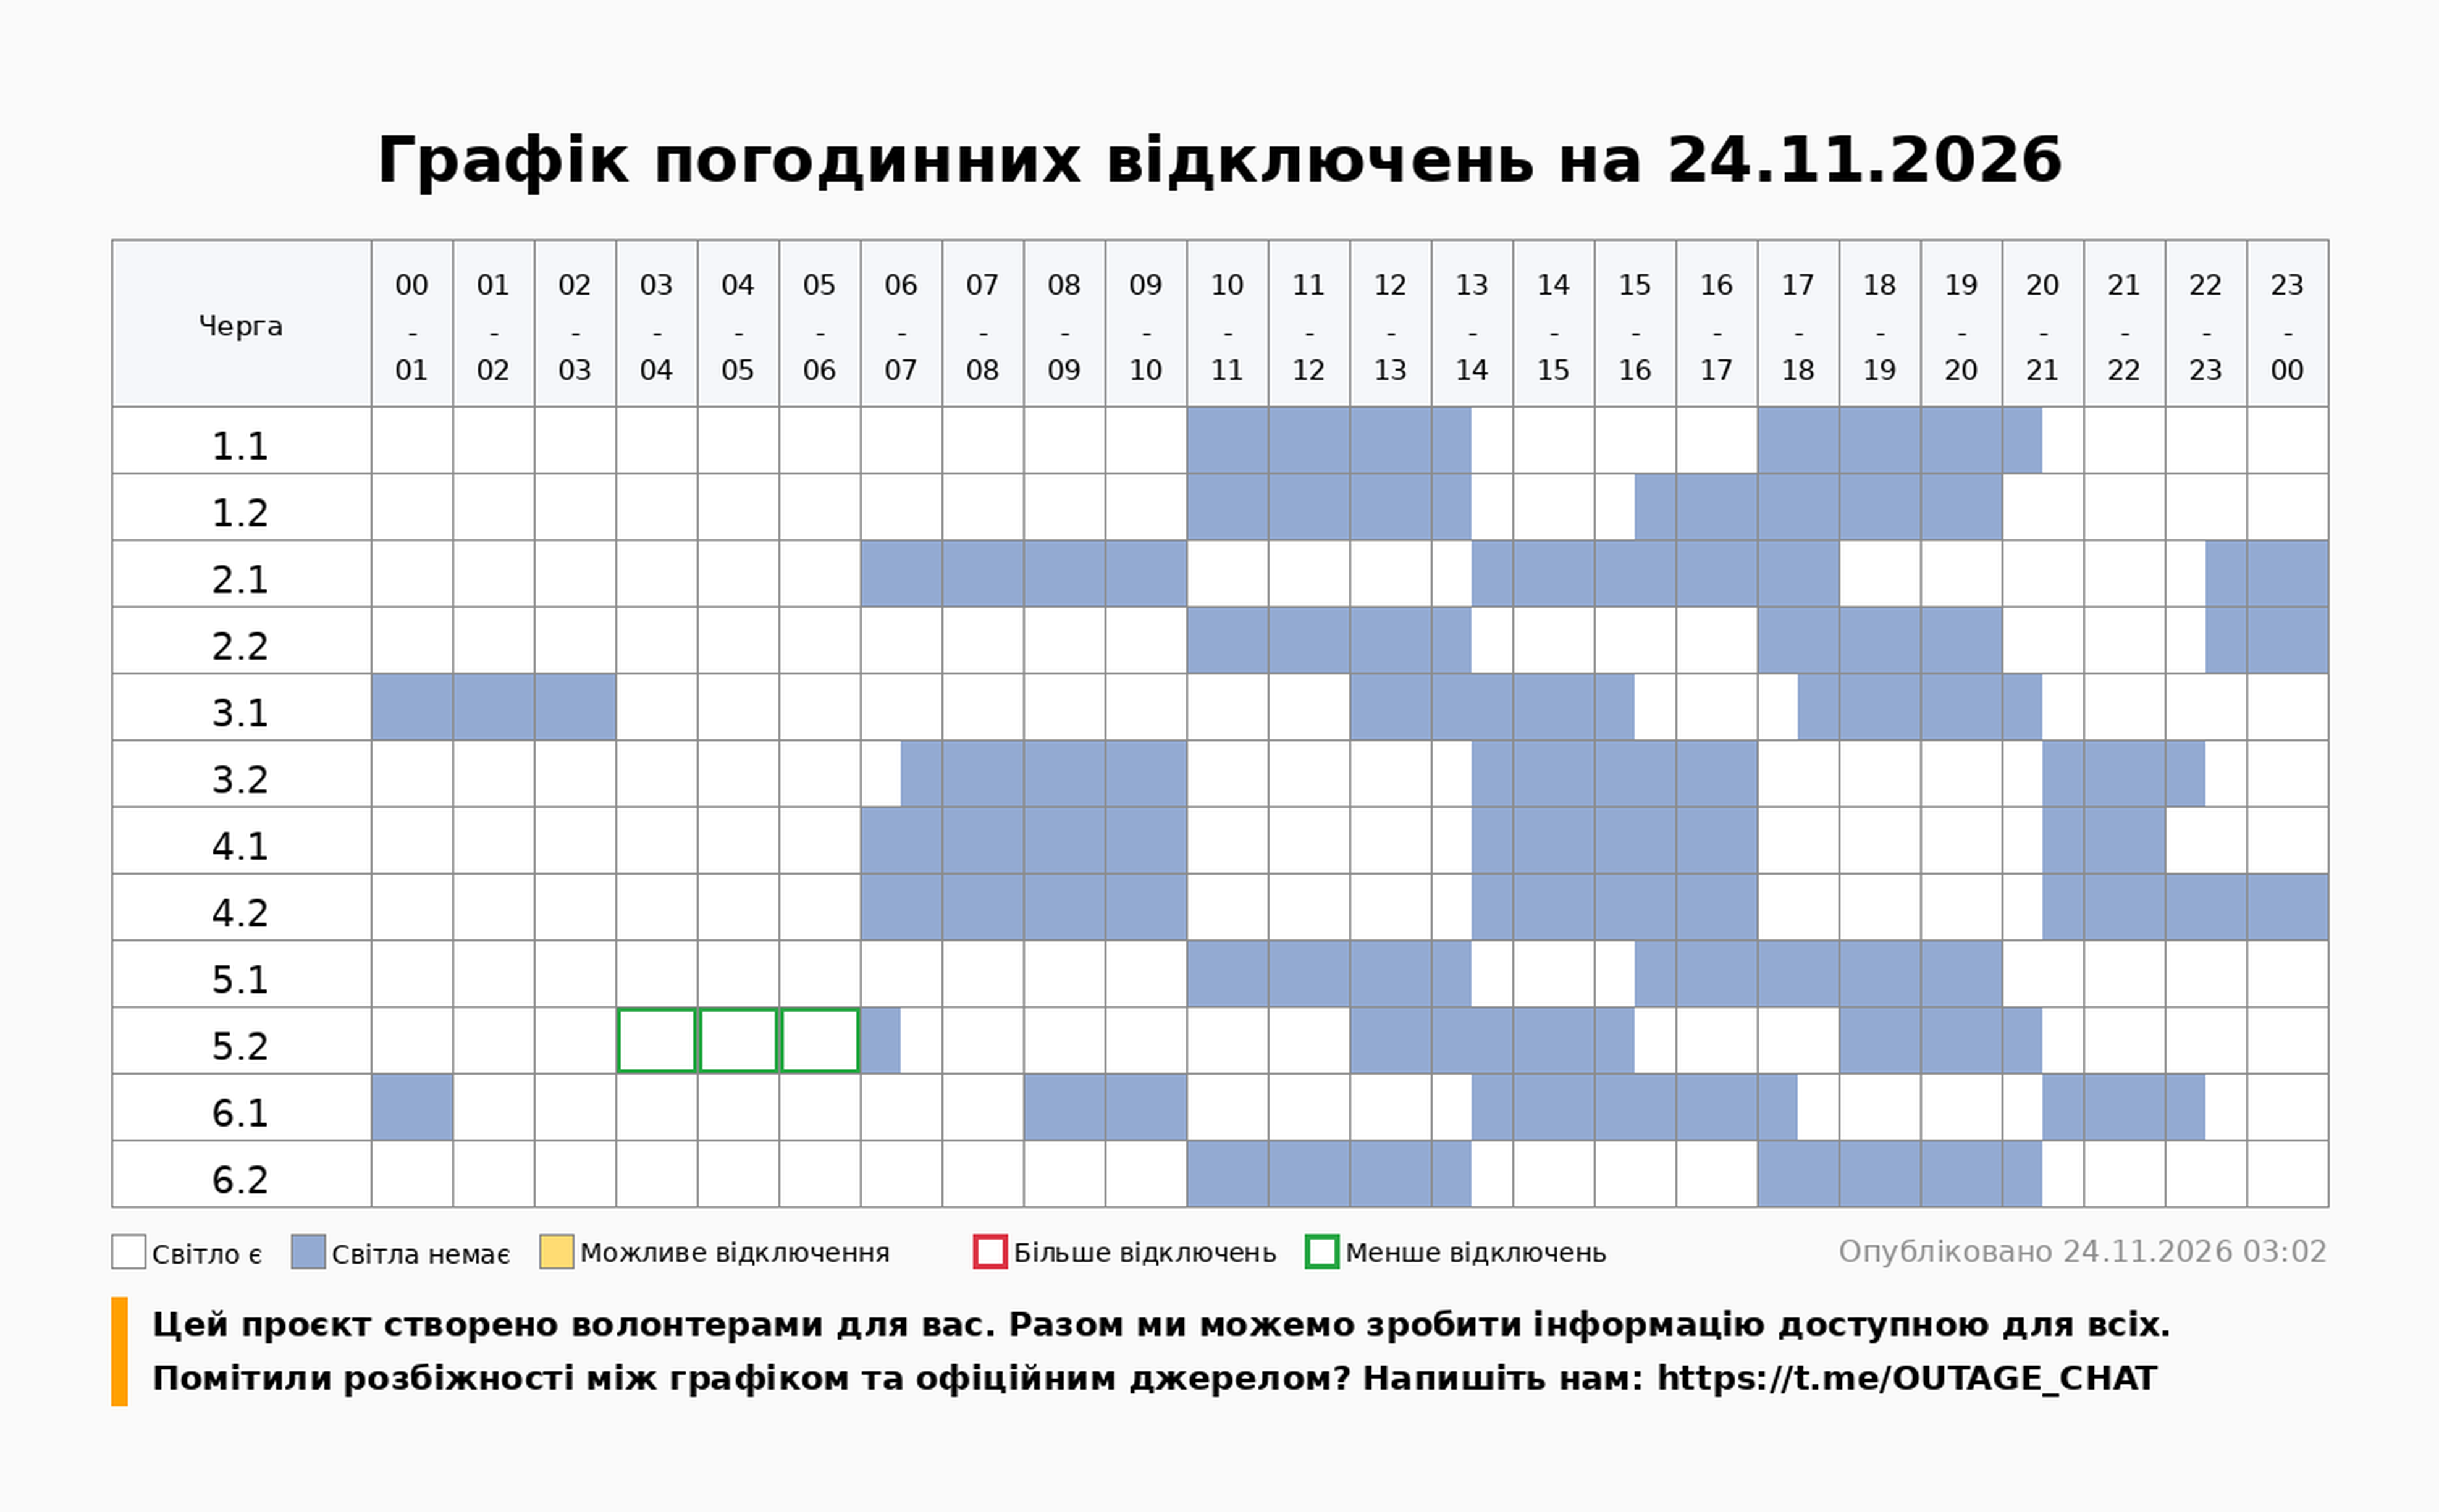 Графік погодинних відключень на 24.11.2026
Черга 00 - 01 01 - 02 02 - 03 03 - 04 04 - 05 05 - 06 06 - 07 07 - 08 08 - 09 09 - 10 10 - 11 11 - 12 12 - 13 13 - 14 14 - 15 15 - 16 16 - 17 17 - 18 18 - 19 19 - 20 20 - 21 21 - 22 22 - 23 23 - 00
1.1
1.2
2.1
2.2
3.1
3.2
4.1
4.2
5.1
5.2
6.1
6.2
Світло є Світла немає Можливе відключення Більше відключень Менше відключень Опубліковано 24.11.2026 03:02
Цей проєкт створено волонтерами для вас. Разом ми можемо зробити інформацію доступною для всіх.
Помітили розбіжності між графіком та офіційним джерелом? Напишіть нам: https://t.me/OUTAGE_CHAT